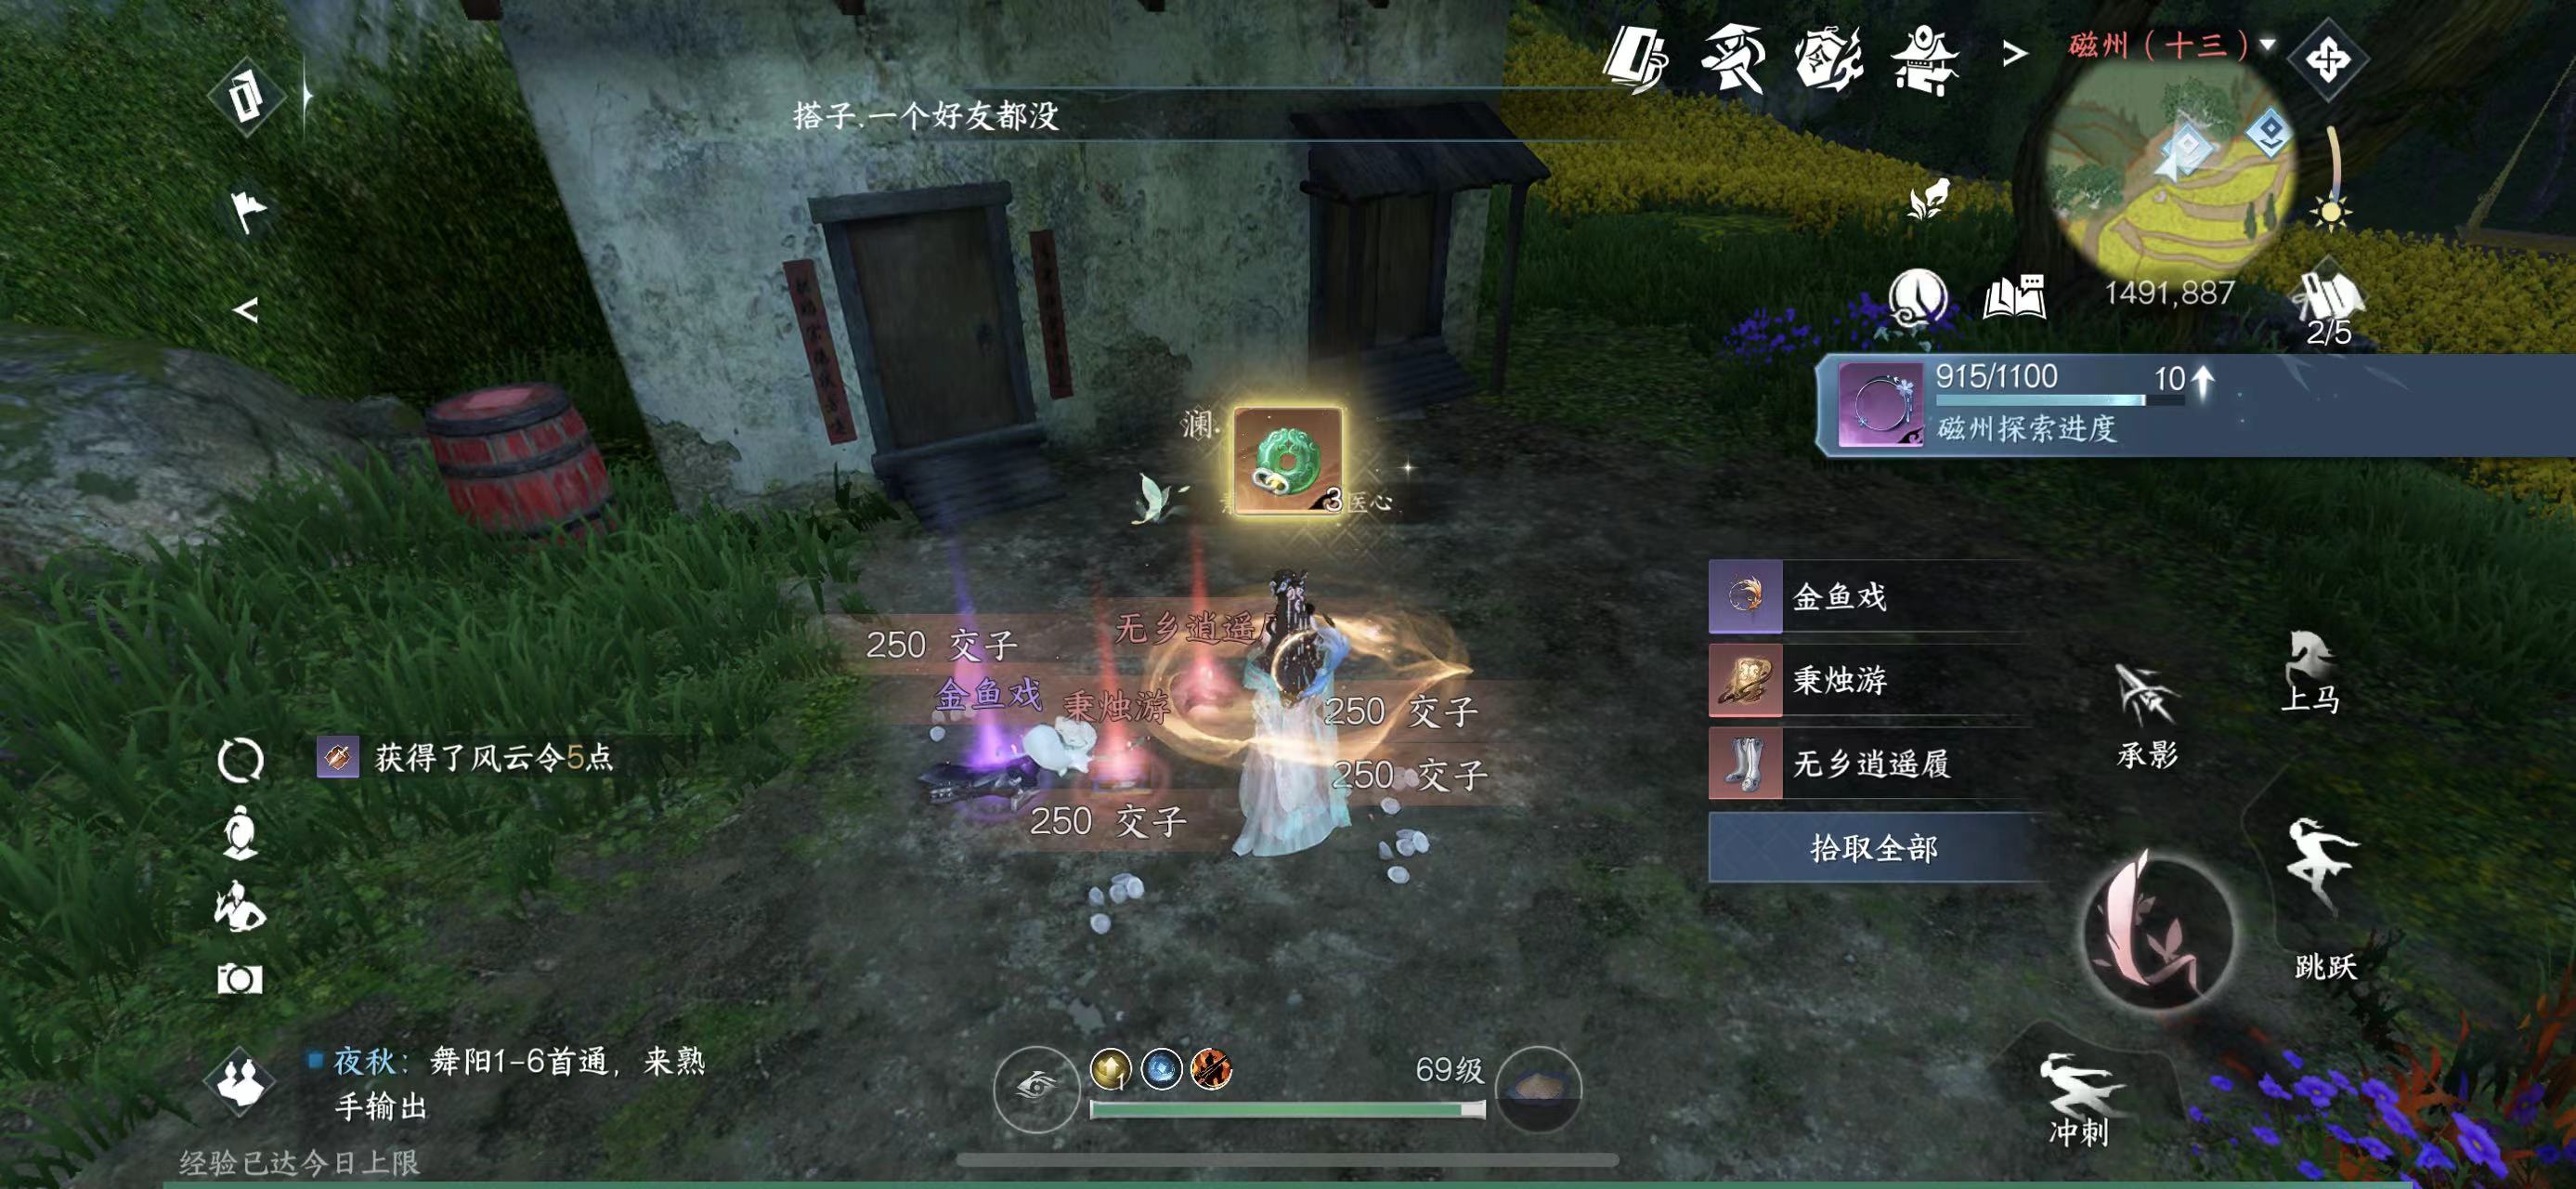 磁州（十三）
搭子.一个好友都没
1491,887
2/5
915/1100
10
磁州探索进度
澜.
3
医心
金鱼戏
无乡逍遥
250 交子
金鱼戏
秉烛游
250 交子
秉烛游
上马
承影
获得了风云令5点
无乡逍遥履
250 交子
250 交子
拾取全部
跳跃
夜秋：舞阳1-6首通，来熟
手输出
1
69级
冲刺
经验已达今日上限